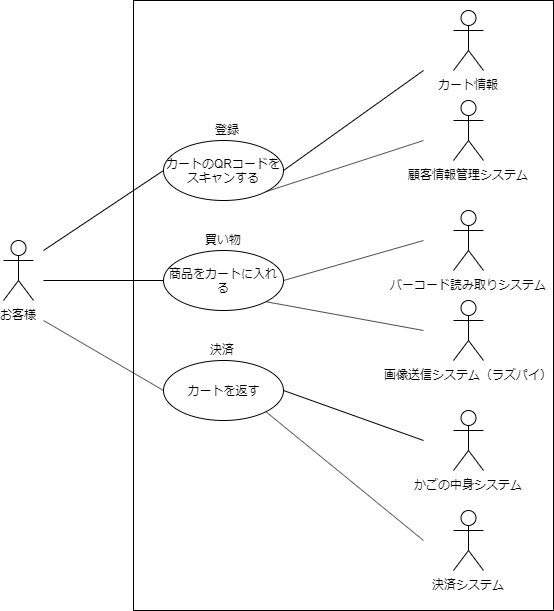 カート情報
登録
カートのQRコードを
スキャンする
顧客情報管理システム
買い物
商品をカートに入れ
る
バーコード読み取りシステム
お客様
決済
画像送信システム（ラズパイ）
カートを返す
かごの中身システム
決済システム